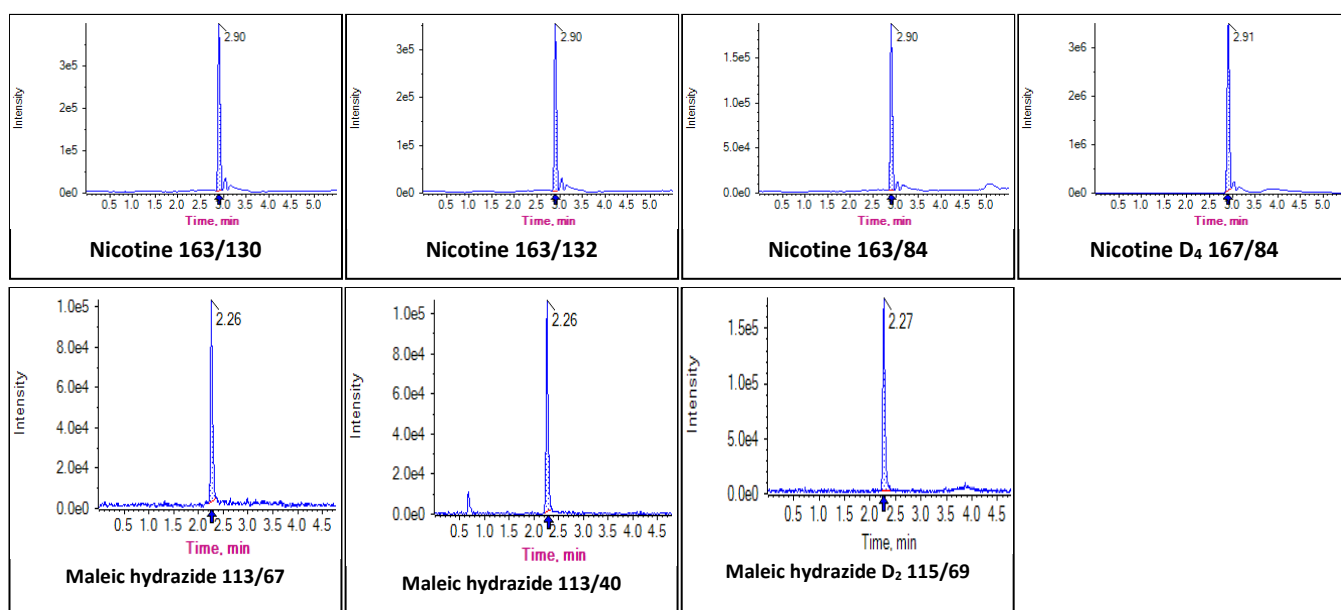 2.90
Intensity
3e5
2e5
1e5
0e0
0.5 1.0 1.5 2.0 2.5 3.0 3.5 4.0 4.5 5.0
Time, min
Nicotine 163/130
2.90
Intensity
3e5
2e5
1e5
0e0
0.5 1.0 1.5 2.0 2.5 3.0 3.5 4.0 4.5 5.0
Time, min
Nicotine 163/132
2.90
Intensity
1.5e5
1.0e5
5.0e4
0.0e0
0.5 1.0 1.5 2.0 2.5 3.0 3.5 4.0 4.5 5.0
Time, min
Nicotine 163/84
2.91
Intensity
3e6
2e6
1e6
0e0
0.5 1.0 1.5 2.0 2.5 3.0 3.5 4.0 4.5 5.0
Time, min
Nicotine D₄ 167/84
1.0e5
2.26
Intensity
8.0e4
6.0e4
4.0e4
2.0e4
0.0e0
0.5 1.0 1.5 2.0 2.5 3.0 3.5 4.0 4.5
Time, min
Maleic hydrazide 113/67
1.0e5
2.26
Intensity
8.0e4
6.0e4
4.0e4
2.0e4
0.0e0
0.5 1.0 1.5 2.0 2.5 3.0 3.5 4.0 4.5
Time, min
Maleic hydrazide 113/40
1.5e5
2.27
Intensity
1.0e5
5.0e4
0.0e0
0.5 1.0 1.5 2.0 2.5 3.0 3.5 4.0 4.5
Time, min
Maleic hydrazide D₂ 115/69